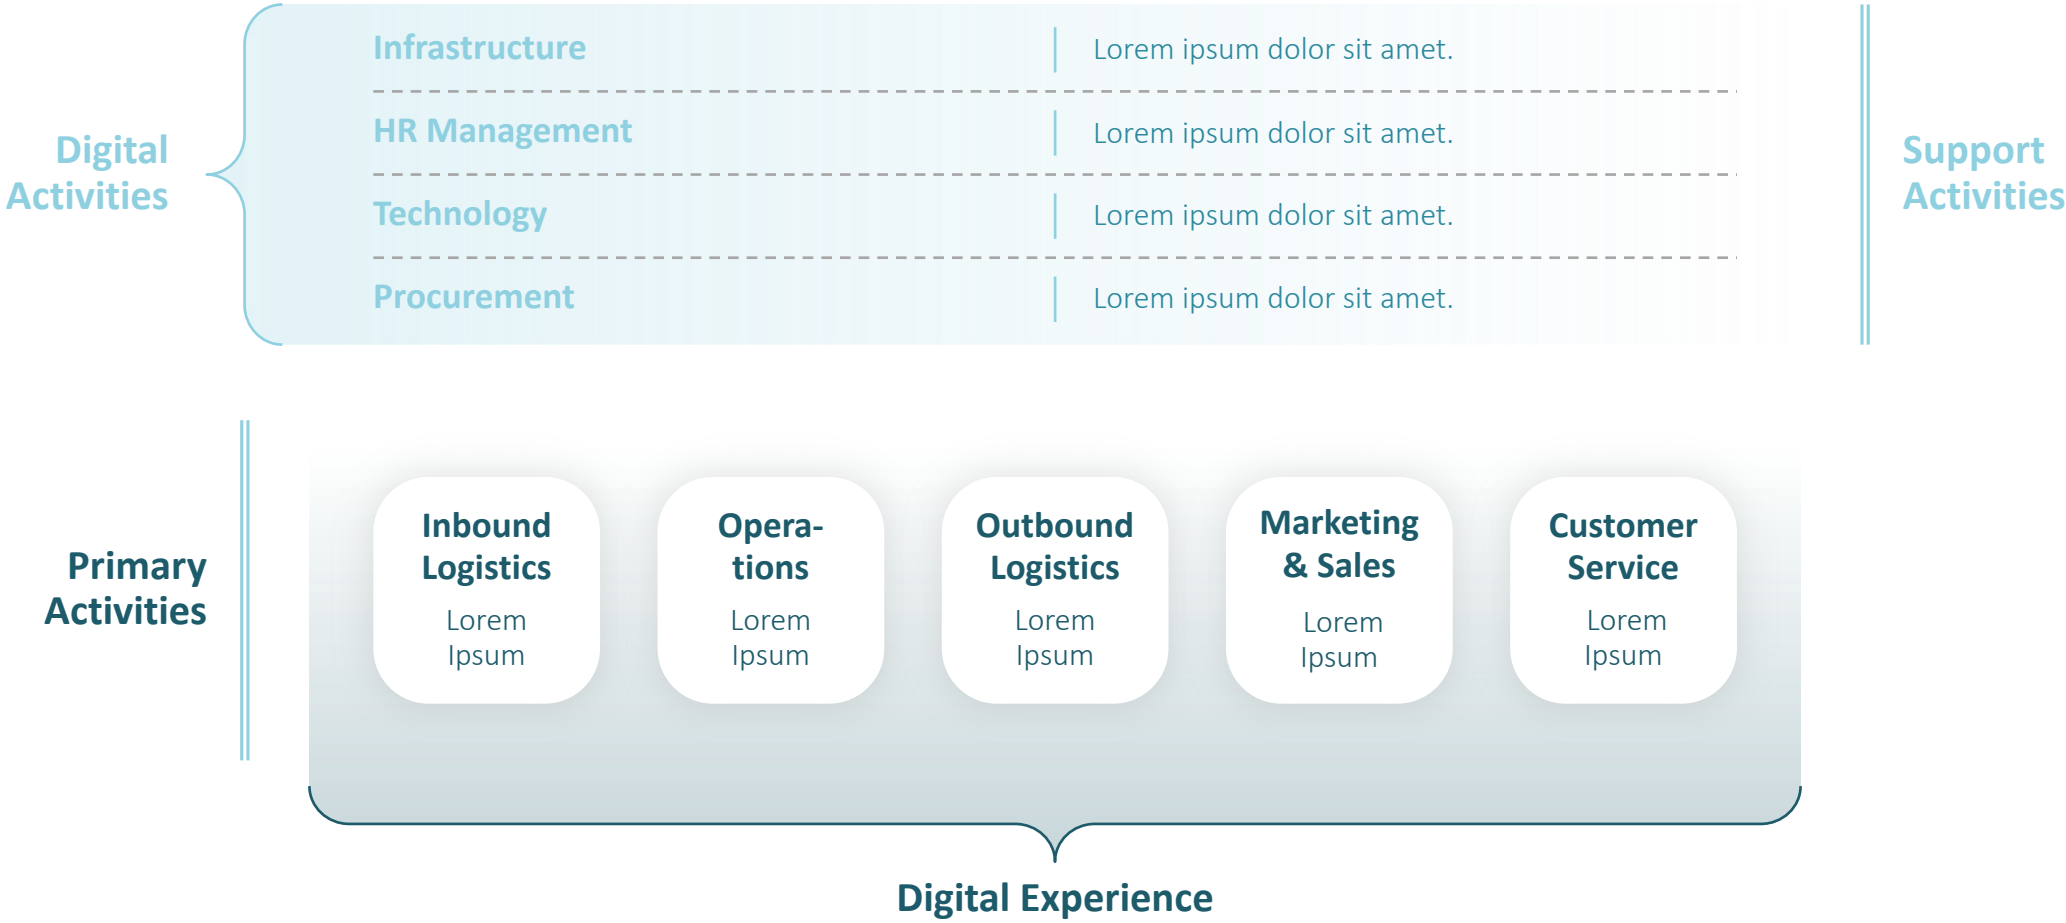 Infrastructure
Lorem ipsum dolor sit amet.
HR Management
Lorem ipsum dolor sit amet.
Digital
Activities
Support
Activities
Technology
Lorem ipsum dolor sit amet.
Procurement
Lorem ipsum dolor sit amet.
Primary
Activities
Inbound
Logistics
Lorem
Ipsum
Opera-
tions
Lorem
Ipsum
Outbound
Logistics
Lorem
Ipsum
Marketing
& Sales
Lorem
Ipsum
Customer
Service
Lorem
Ipsum
Digital Experience